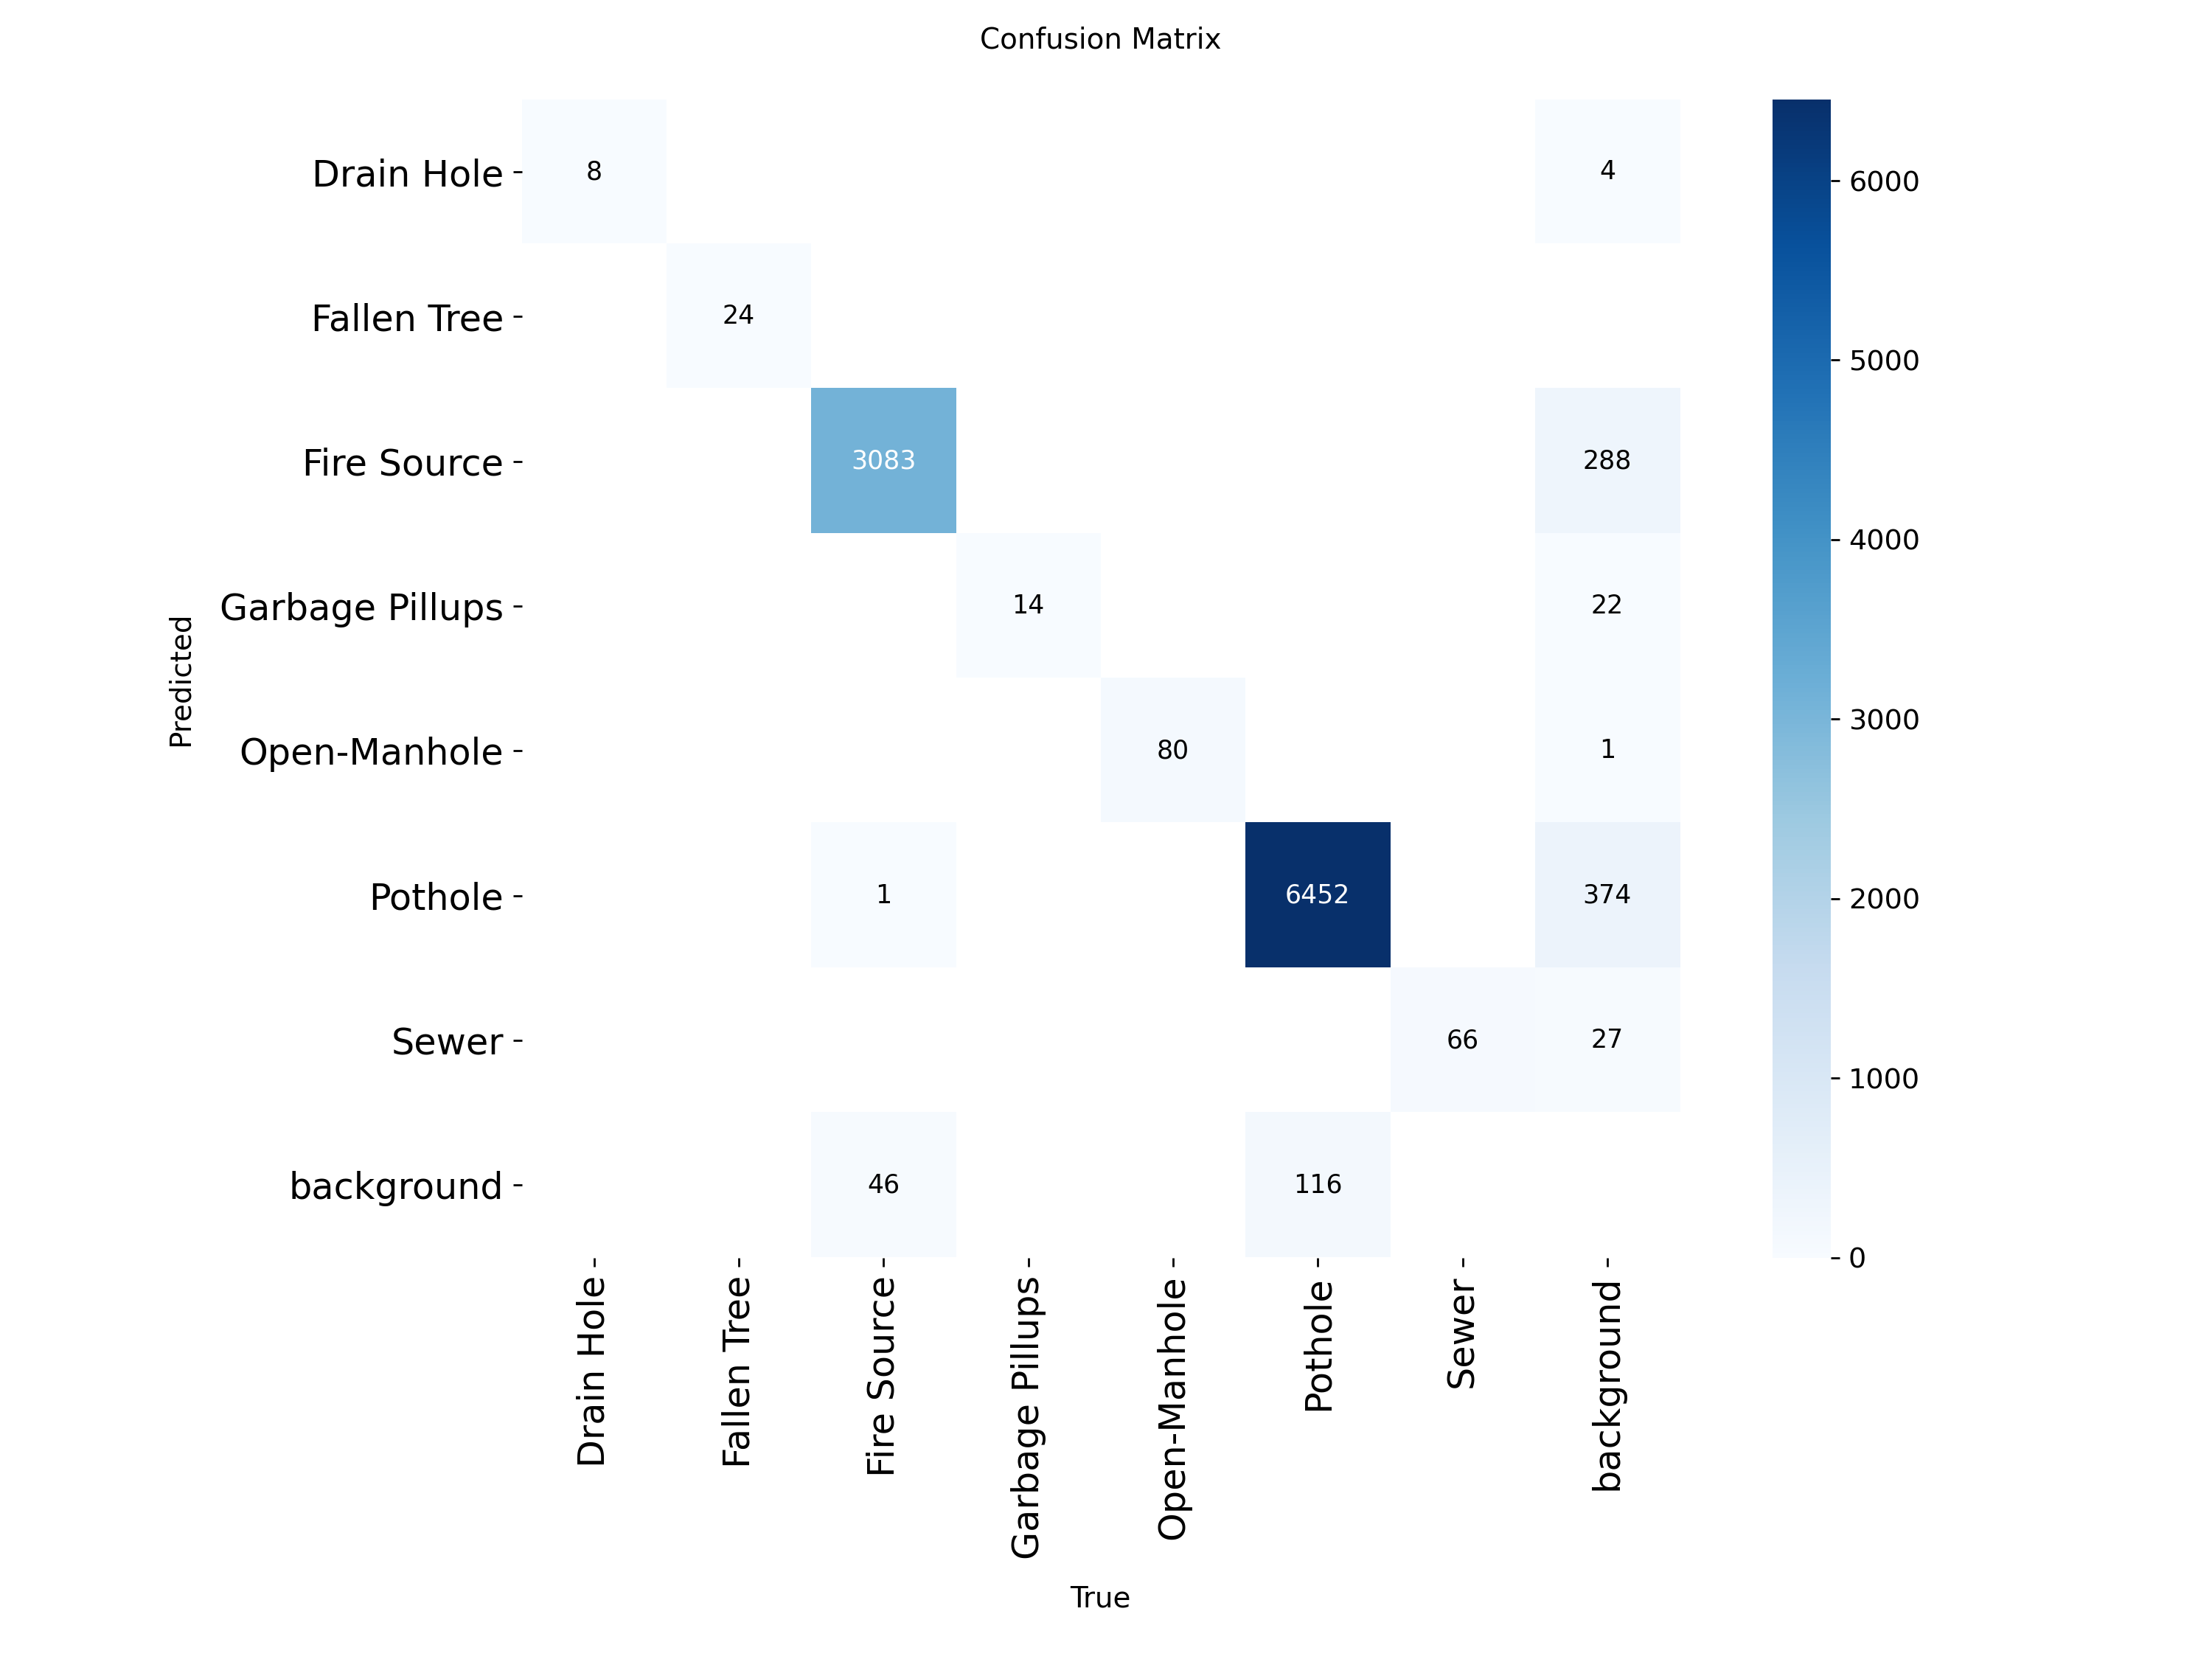 Confusion Matrix
Drain Hole 8 4
Fallen Tree 24
Fire Source 3083 288
Garbage Pillups 14 22
Open-Manhole 80 1
Pothole 1 6452 374
Sewer 66 27
background 46 116
Predicted
Drain Hole
Fallen Tree
Fire Source
Garbage Pillups
Open-Manhole
Pothole
Sewer
background
True
6000
5000
4000
3000
2000
1000
0